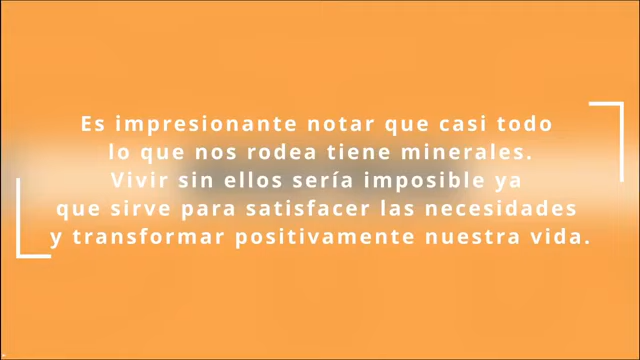 Es impresionante notar que casi todo
lo que nos rodea tiene minerales.
Vivir sin ellos sería imposible ya
que sirve para satisfacer las necesidades
y transformar positivamente nuestra vida.